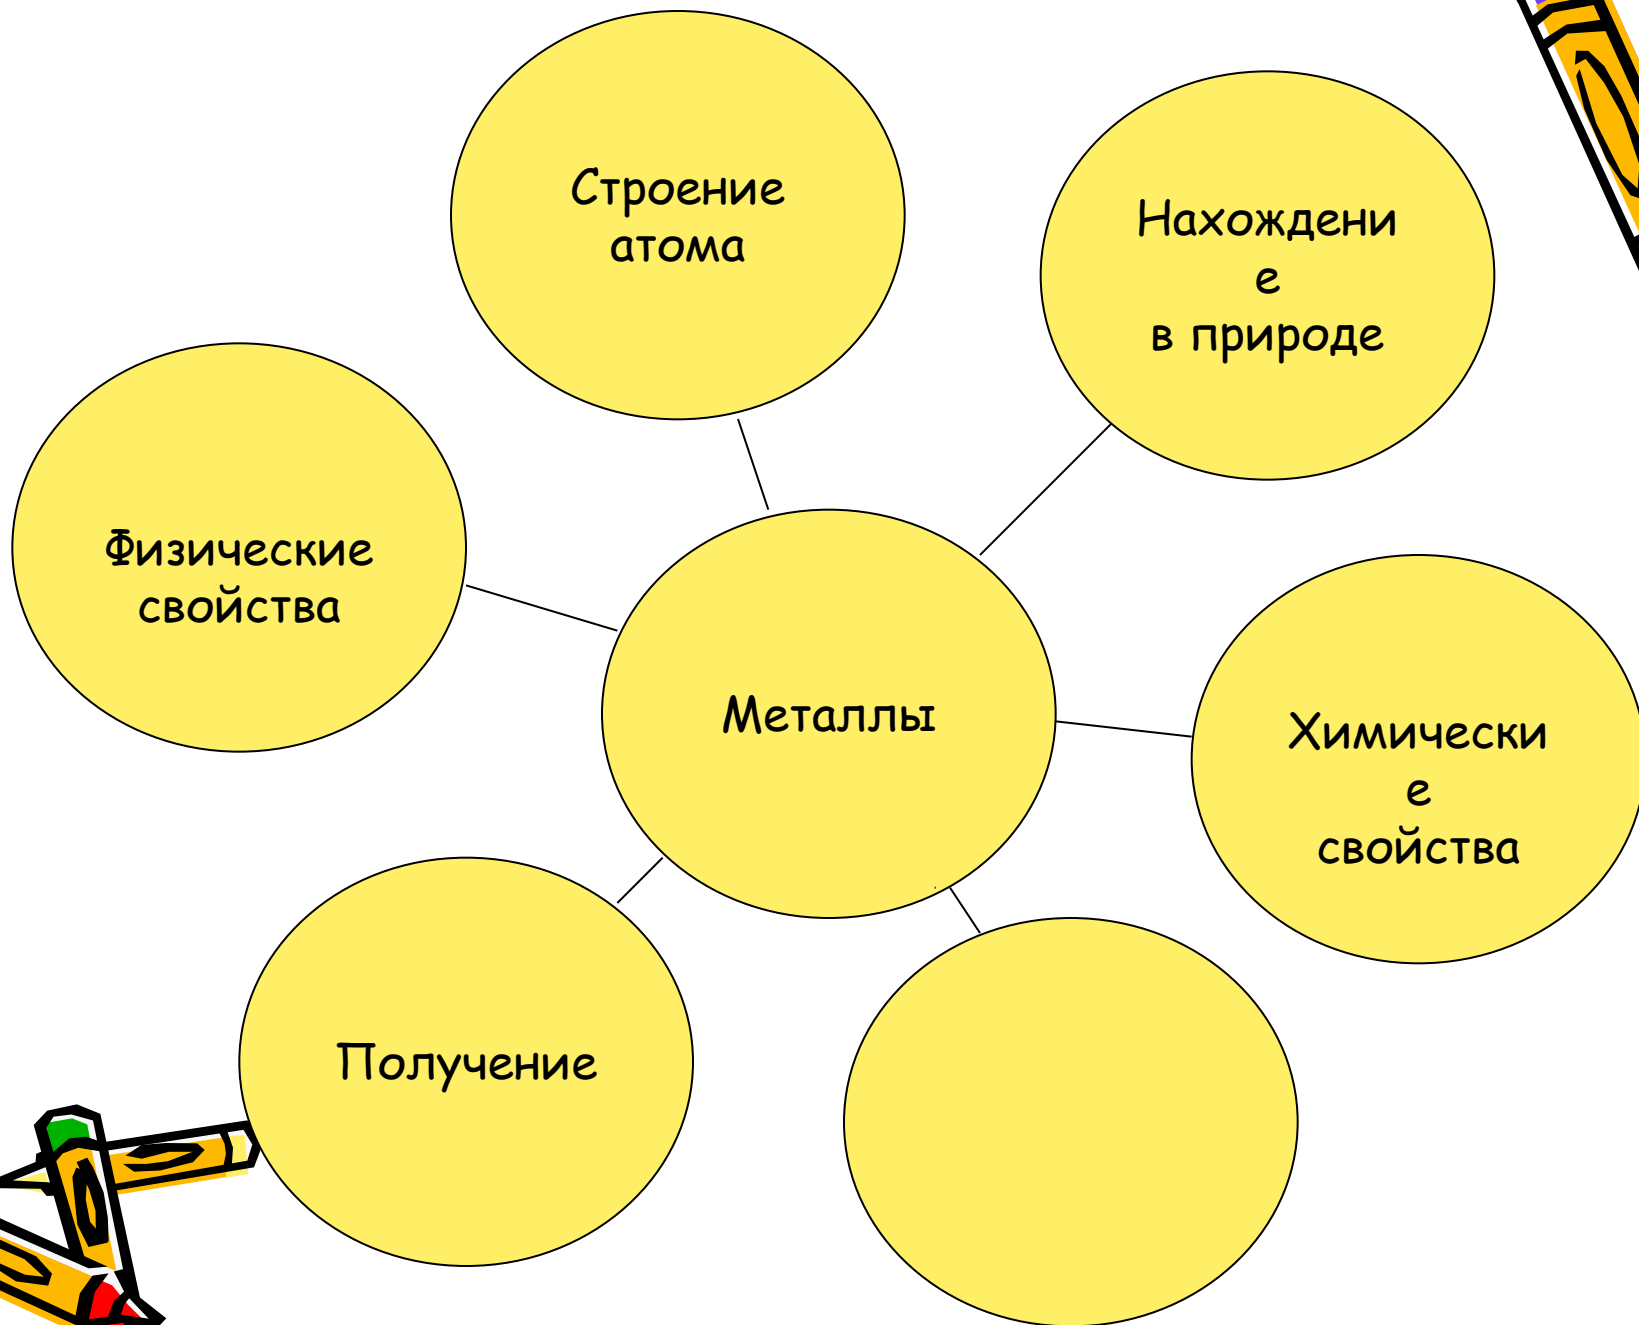 Строение
атома
Нахождени
е
в природе
Физические
свойства
Металлы
Химически
е
свойства
Получение